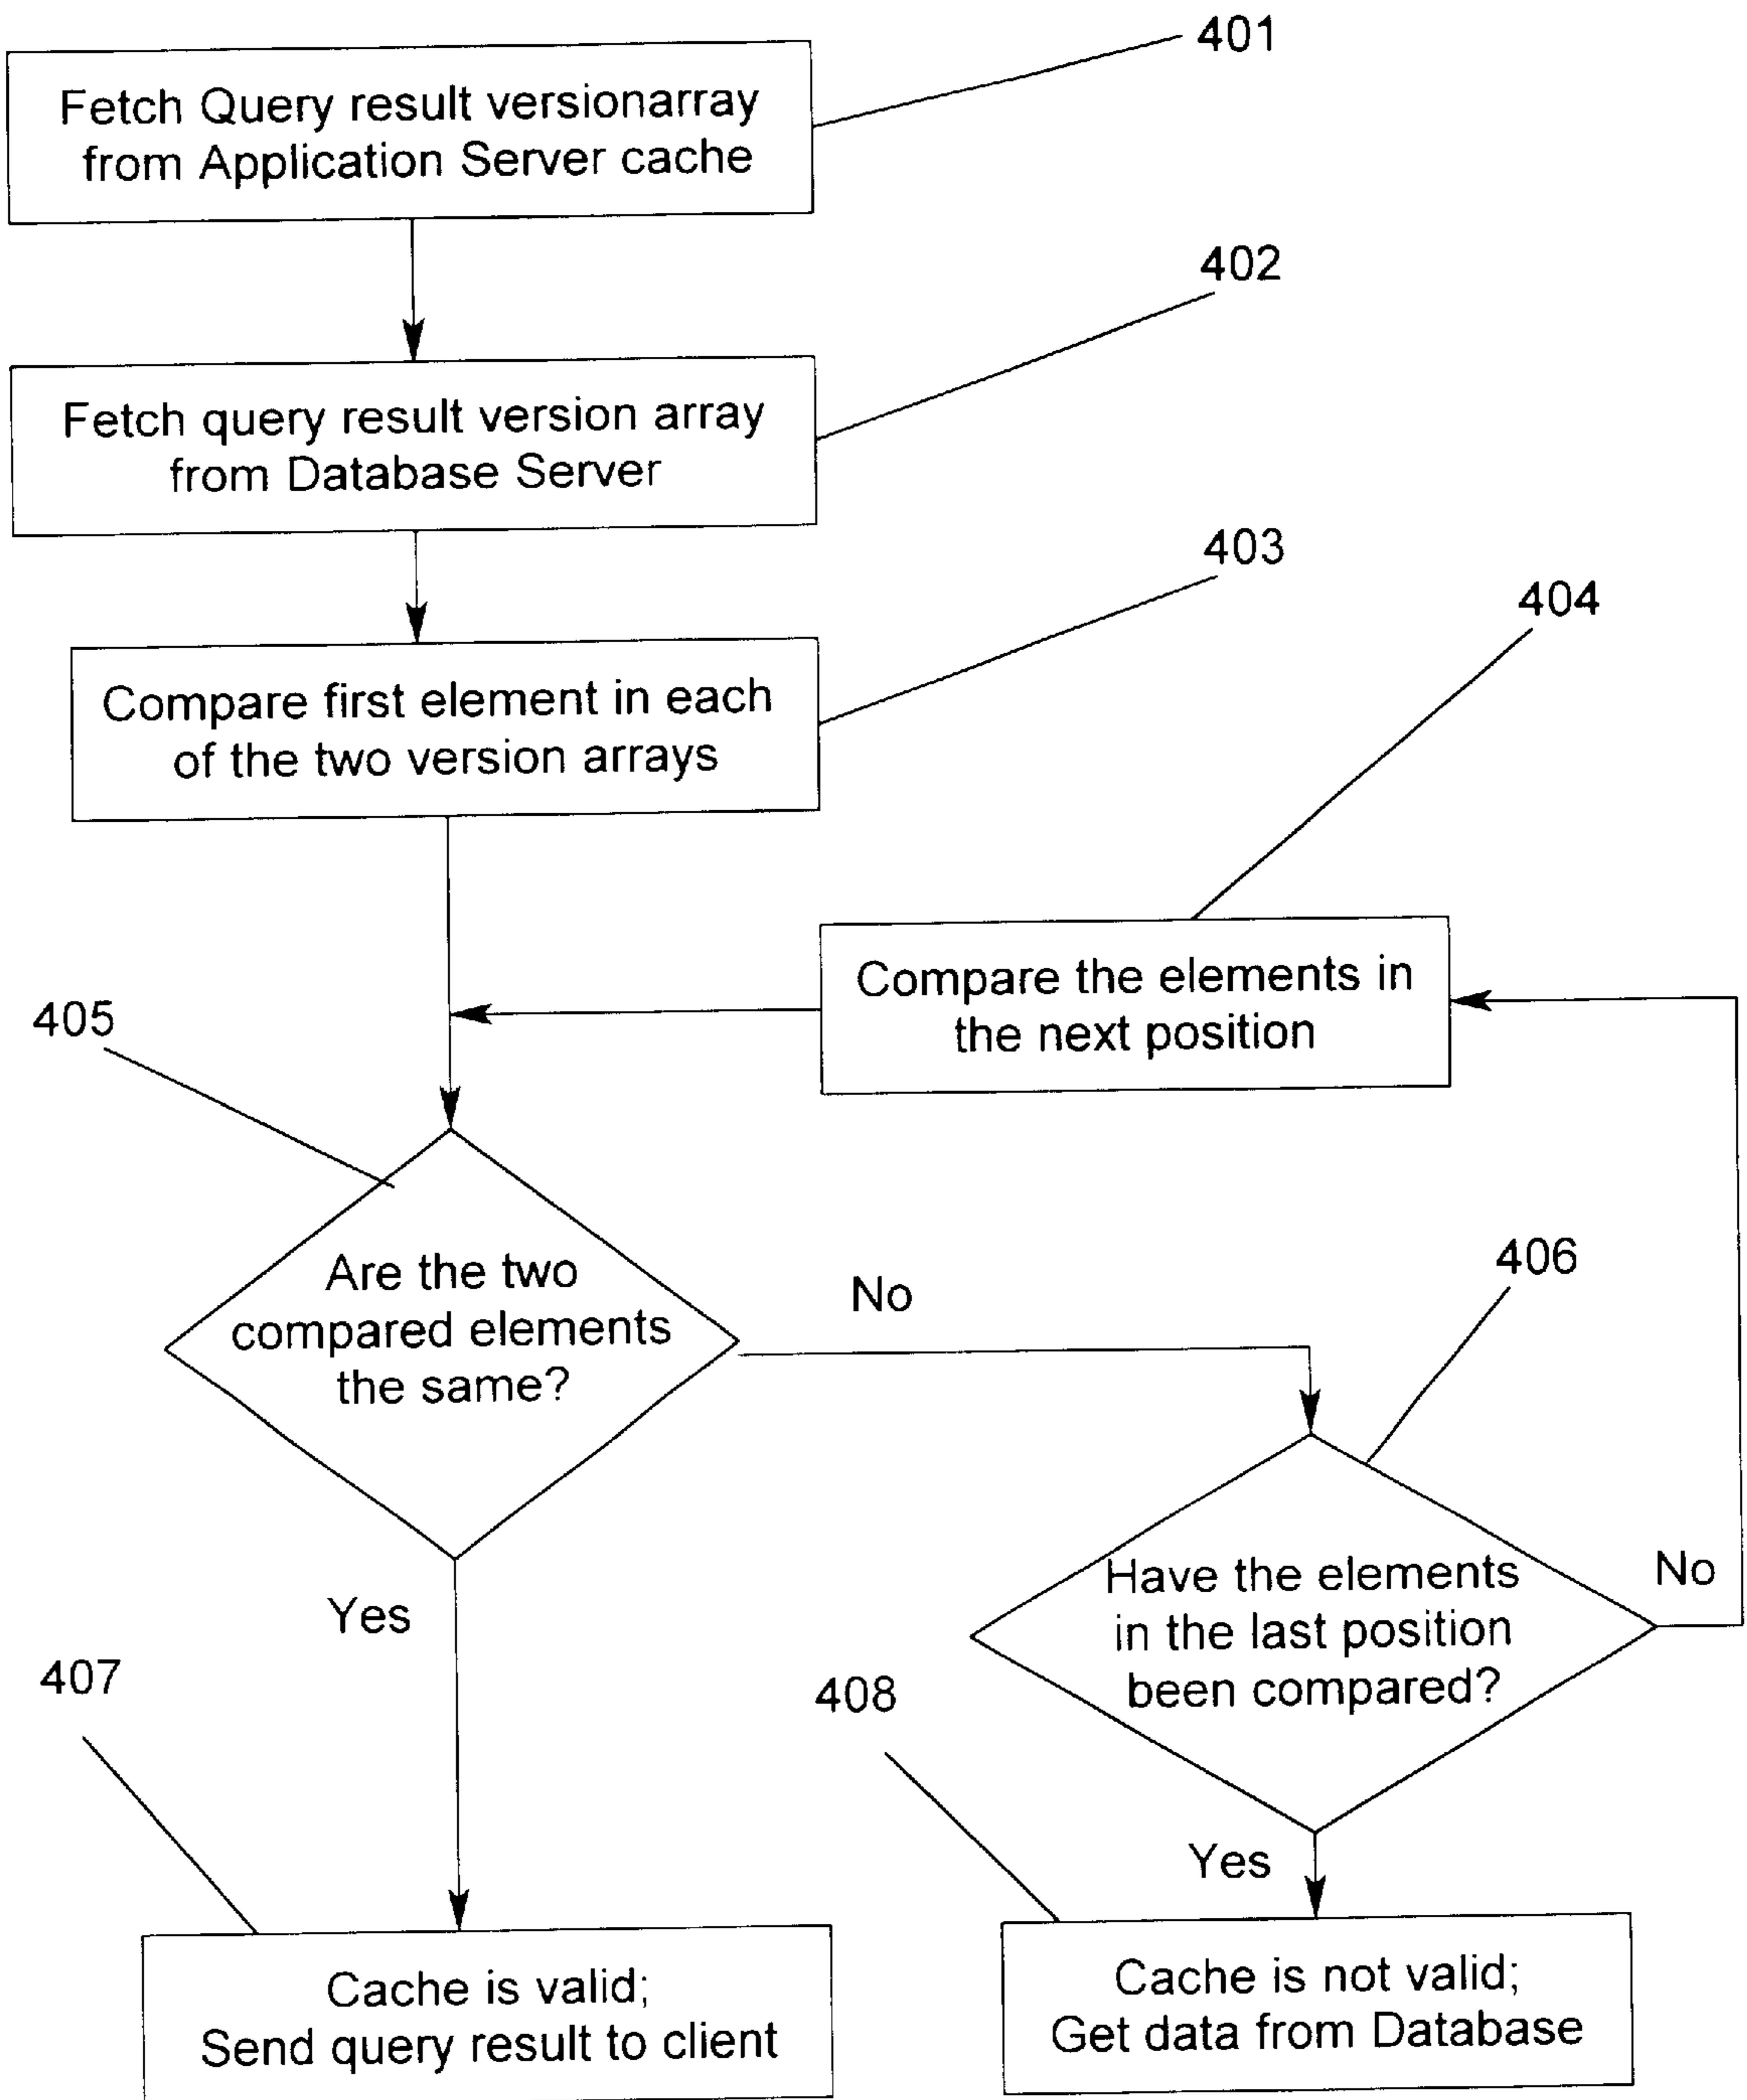 401
Fetch Query result versionarray
from Application Server cache
402
Fetch query result version array
from Database Server
403
Compare first element in each
of the two version arrays
404
Compare the elements in
the next position
405
Are the two
compared elements
the same?
No
406
Have the elements
in the last position
been compared?
No
Yes
407
408
Yes
Cache is valid;
Send query result to client
Cache is not valid;
Get data from Database